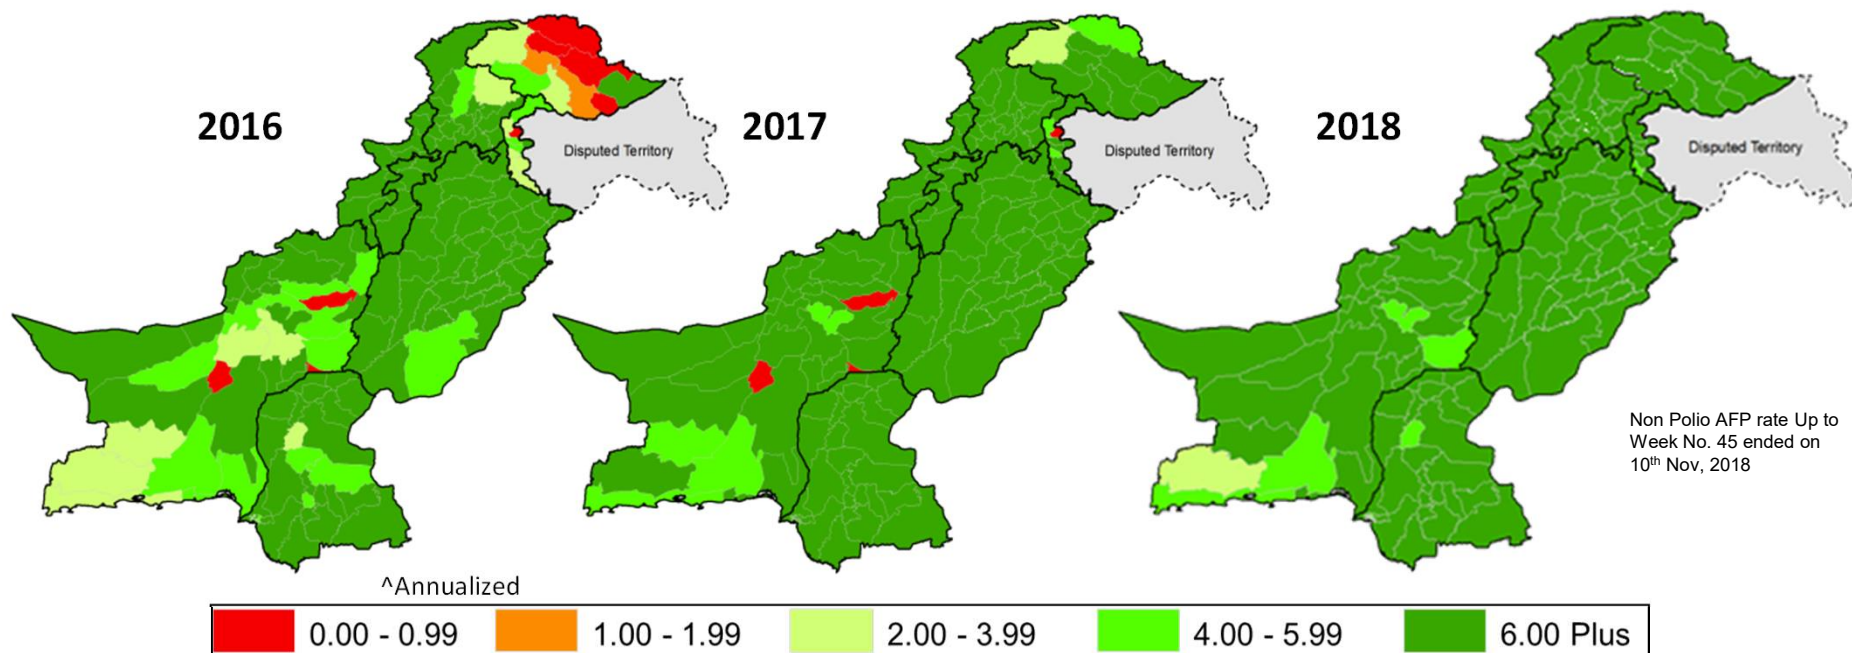 2016
2017
2018
Disputed Territory
Disputed Territory
Disputed Territory
Non Polio AFP rate Up to
Week No. 45 ended on
10th Nov, 2018
^Annualized
0.00 - 0.99
1.00 - 1.99
2.00 - 3.99
4.00 - 5.99
6.00 Plus